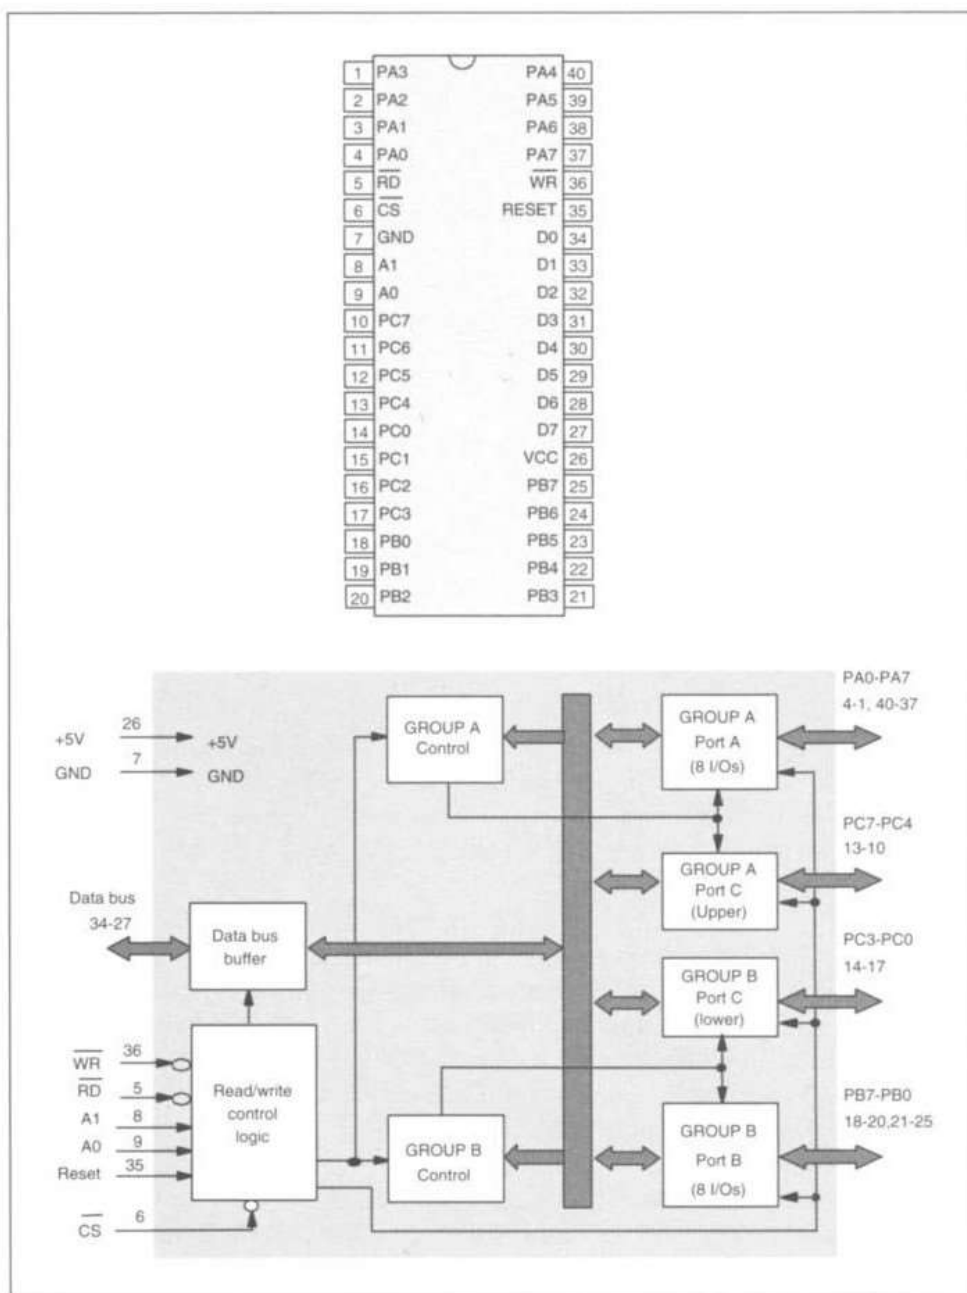 1 PA3 PA4 40
2 PA2 PA5 39
3 PA1 PA6 38
4 PA0 PA7 37
5 RD WR 36
6 CS RESET 35
7 GND D0 34
8 A1 D1 33
9 A0 D2 32
10 PC7 D3 31
11 PC6 D4 30
12 PC5 D5 29
13 PC4 D6 28
14 PC0 D7 27
15 PC1 VCC 26
16 PC2 PB7 25
17 PC3 PB6 24
18 PB0 PB5 23
19 PB1 PB4 22
20 PB2 PB3 21
+5V 26 +5V
GND 7 GND
GROUP A
Control
GROUP A
Port A
(8 I/Os)
PA0-PA7
4-1, 40-37
GROUP A
Port C
(Upper)
PC7-PC4
13-10
Data bus
34-27
Data bus
buffer
GROUP B
Port C
(lower)
PC3-PC0
14-17
WR 36
RD 5
A1 8
A0 9
Reset 35
CS 6
Read/write
control
logic
GROUP B
Control
GROUP B
Port B
(8 I/Os)
PB7-PB0
18-20,21-25